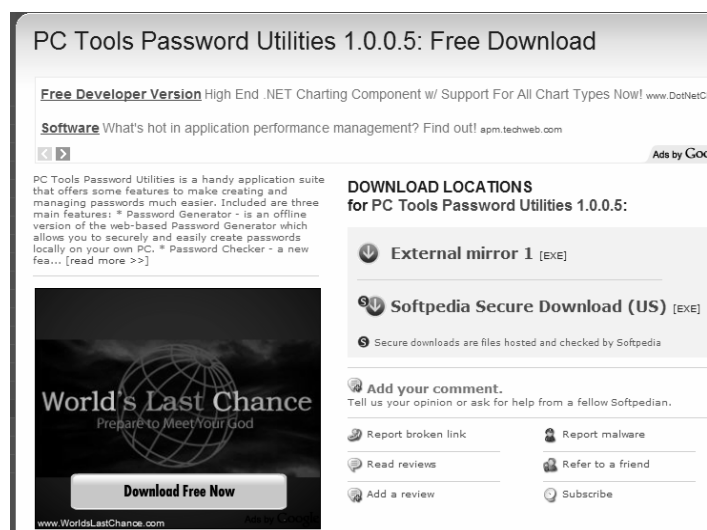 PC Tools Password Utilities 1.0.0.5: Free Download
Free Developer Version High End .NET Charting Component w/ Support For All Chart Types Now! www.DotNetC
Software What's hot in application performance management? Find out! apm.techweb.com
Ads by Goo
PC Tools Password Utilities is a handy application suite
that offers some features to make creating and
managing passwords much easier. Included are three
main features: * Password Generator - is an offline
version of the web-based Password Generator which
allows you to securely and easily create passwords
locally on your own PC. * Password Checker - a new
fea... [read more >>]
World's Last Chance
Prepare to Meet Your God
Download Free Now
www.WorldsLastChance.com
Ads by Google
DOWNLOAD LOCATIONS
for PC Tools Password Utilities 1.0.0.5:
External mirror 1 [EXE]
Softpedia Secure Download (US) [EXE]
Secure downloads are files hosted and checked by Softpedia
Add your comment.
Tell us your opinion or ask for help from a fellow Softpedian.
Report broken link
Report malware
Read reviews
Refer to a friend
Add a review
Subscribe